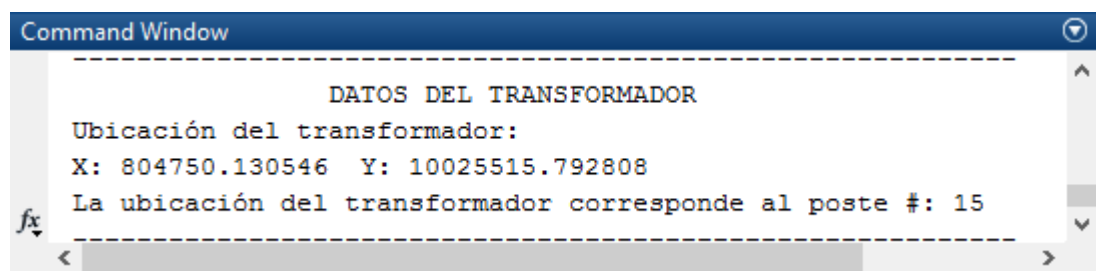 Command Window
-----------------------------------------------------------
DATOS DEL TRANSFORMADOR
Ubicación del transformador:
X: 804750.130546  Y: 10025515.792808
La ubicación del transformador corresponde al poste #: 15
-----------------------------------------------------------
fx